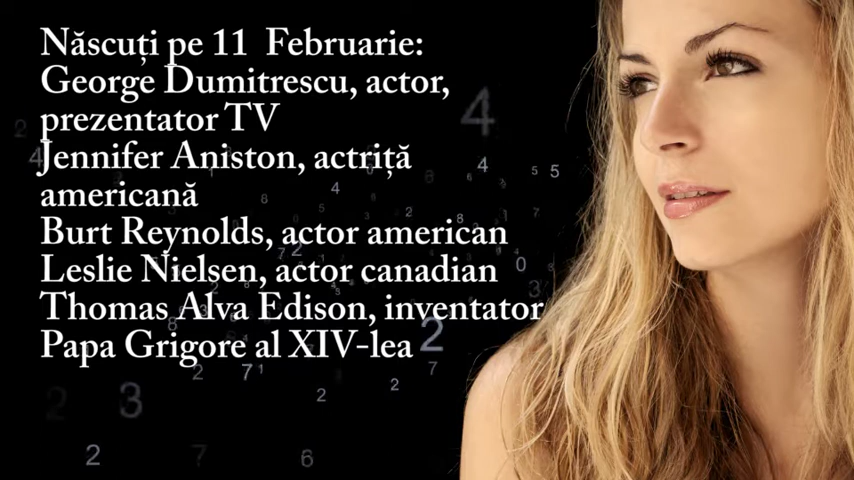 Născuți pe 11 Februarie:
George Dumitrescu, actor,
prezentator TV
Jennifer Aniston, actriță
americană
Burt Reynolds, actor american
Leslie Nielsen, actor canadian
Thomas Alva Edison, inventator
Papa Grigore al XIV-lea